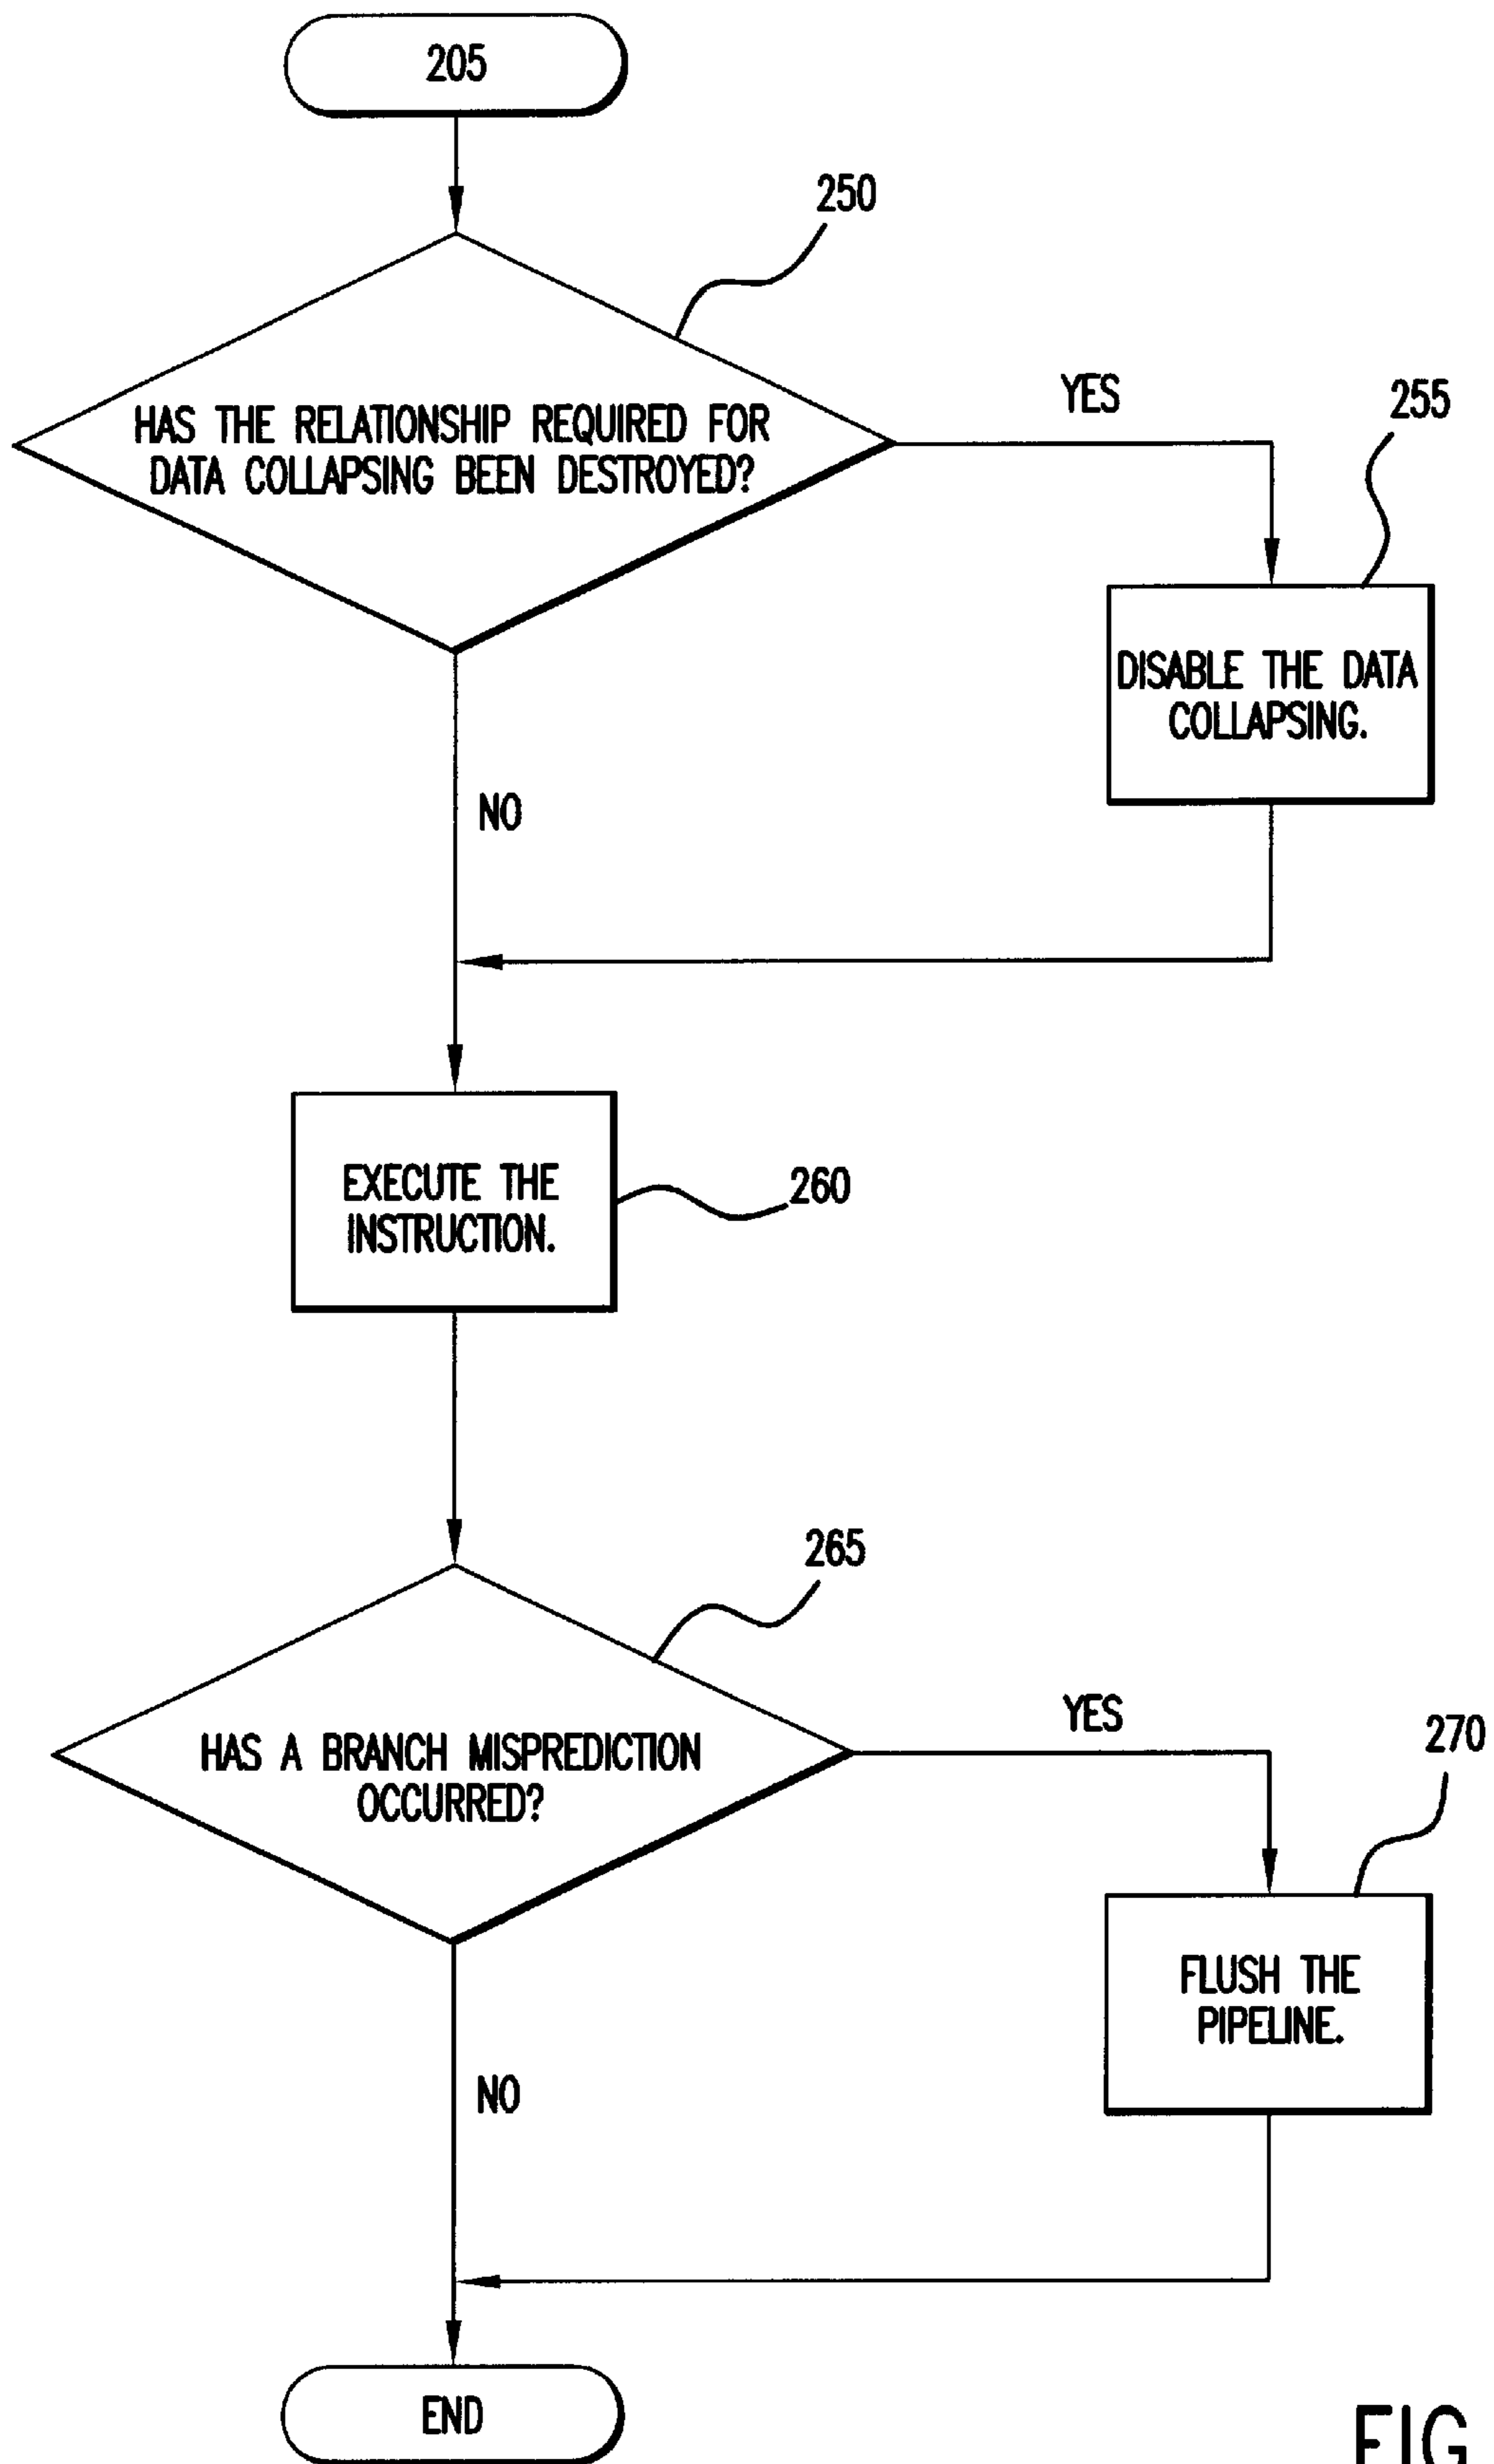 205
250
HAS THE RELATIONSHIP REQUIRED FOR
DATA COLLAPSING BEEN DESTROYED?
YES
255
DISABLE THE DATA
COLLAPSING.
NO
EXECUTE THE
INSTRUCTION.
260
265
HAS A BRANCH MISPREDICTION
OCCURRED?
YES
270
FLUSH THE
PIPELINE.
NO
END
FIG